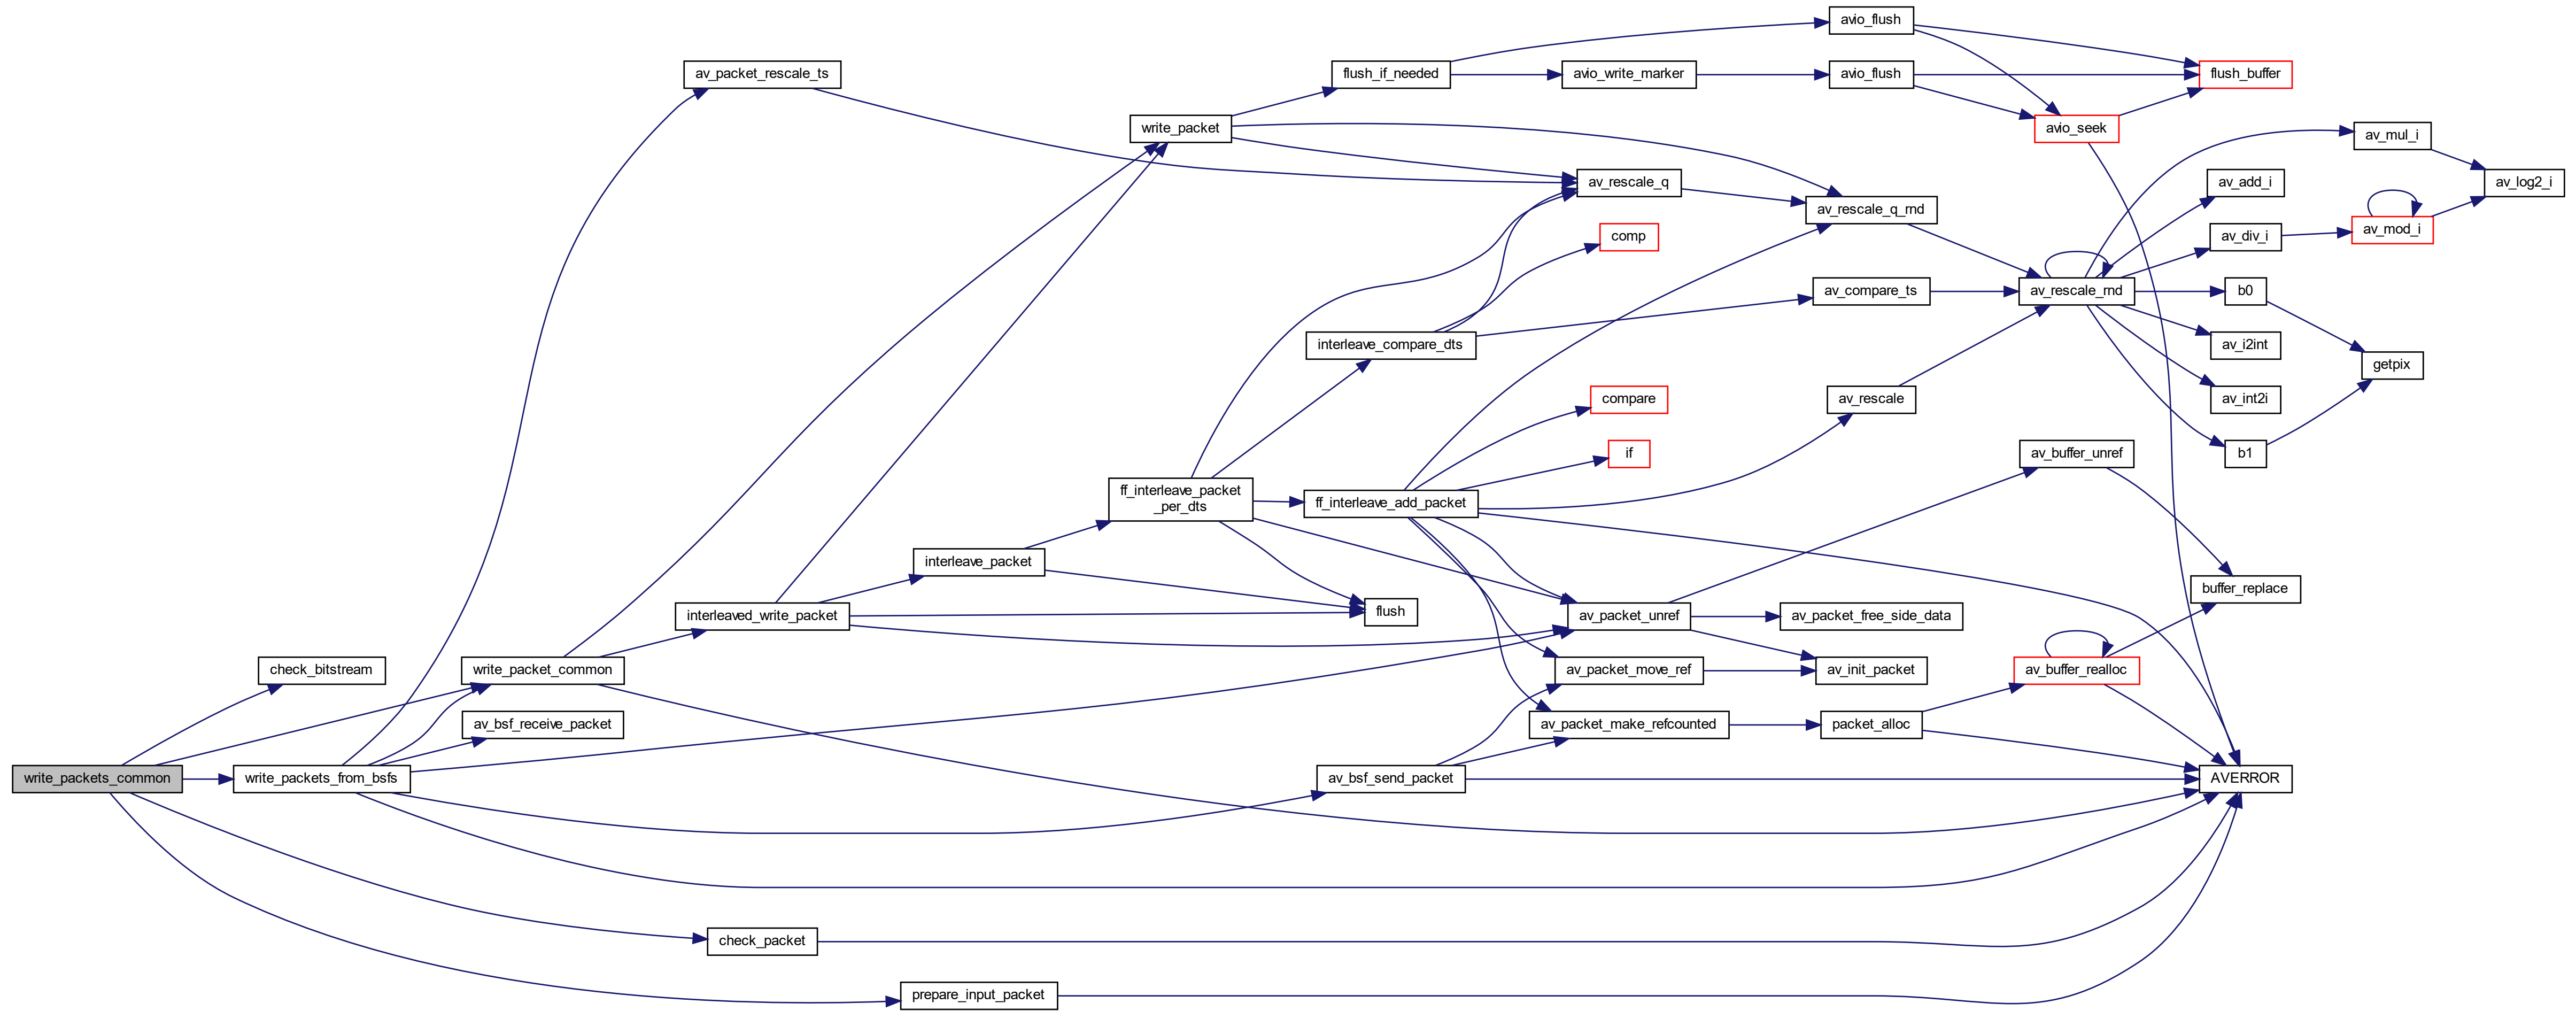 avio_flush
av_packet_rescale_ts
flush_if_needed
avio_write_marker
avio_flush
flush_buffer
write_packet
avio_seek
av_mul_i
av_rescale_q
av_add_i
av_log2_i
av_rescale_q_rnd
comp
av_div_i
av_mod_i
av_compare_ts
av_rescale_rnd
b0
interleave_compare_dts
av_i2int
getpix
compare
av_rescale
av_int2i
if
av_buffer_unref
b1
ff_interleave_packet
_per_dts
ff_interleave_add_packet
interleave_packet
buffer_replace
interleaved_write_packet
flush
av_packet_unref
av_packet_free_side_data
check_bitstream
write_packet_common
av_packet_move_ref
av_init_packet
av_buffer_realloc
av_bsf_receive_packet
av_packet_make_refcounted
packet_alloc
write_packets_common
write_packets_from_bsfs
av_bsf_send_packet
AVERROR
check_packet
prepare_input_packet